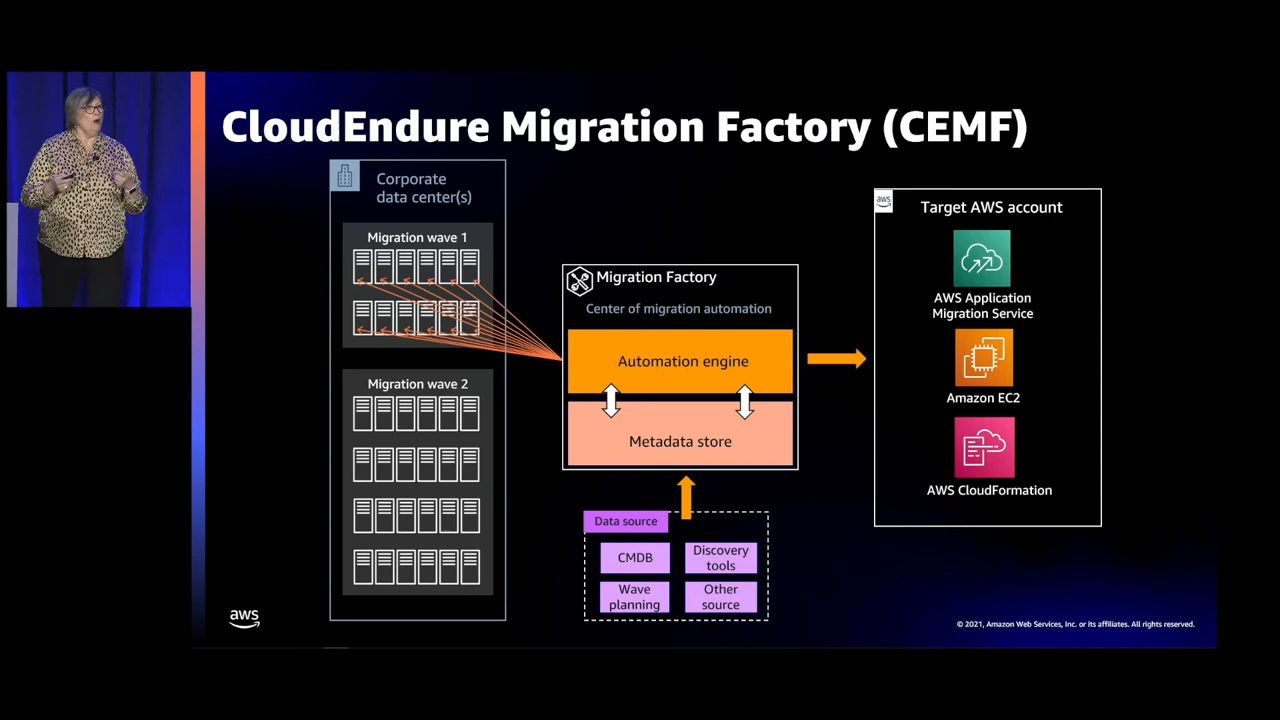 CloudEndure Migration Factory (CEMF)
Corporate
data center(s)
Migration wave 1
Migration wave 2
Migration Factory
Center of migration automation
Automation engine
Metadata store
Data source
CMDB
Discovery
tools
Wave
planning
Other
source
aws
Target AWS account
AWS Application
Migration Service
Amazon EC2
AWS CloudFormation
aws
© 2021, Amazon Web Services, Inc. or its affiliates. All rights reserved.